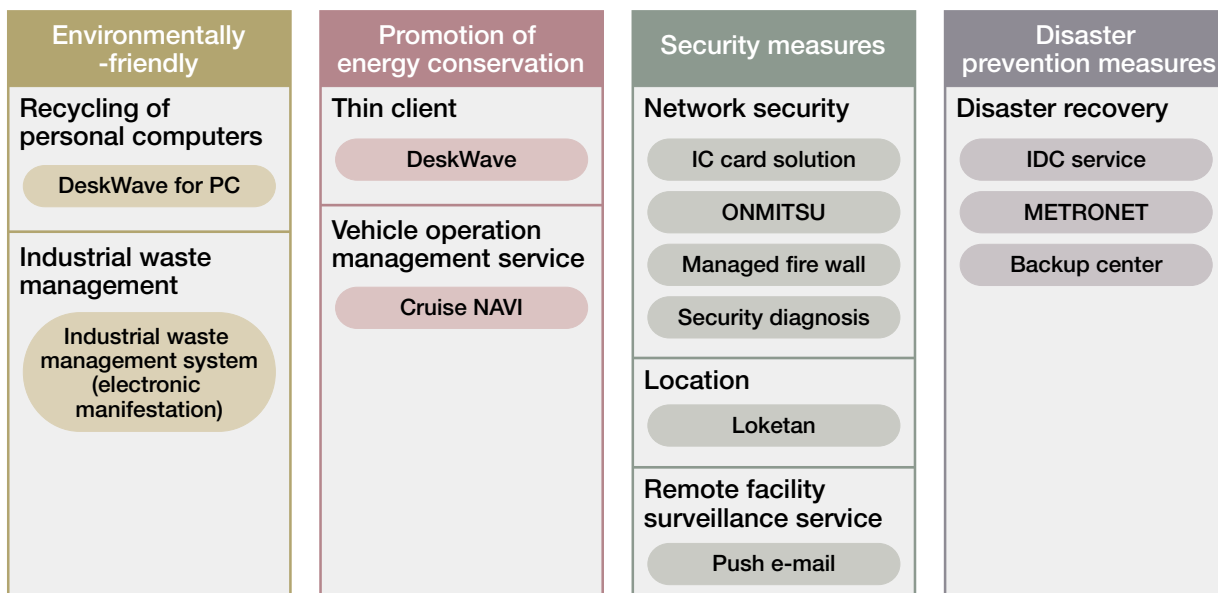 Environmentally
-friendly
Recycling of
personal computers
DeskWave for PC
Industrial waste
management
Industrial waste
management system
(electronic
manifestation)
Promotion of
energy conservation
Thin client
DeskWave
Vehicle operation
management service
Cruise NAVI
Security measures
Network security
IC card solution
ONMITSU
Managed fire wall
Security diagnosis
Location
Loketan
Remote facility
surveillance service
Push e-mail
Disaster
prevention measures
Disaster recovery
IDC service
METRONET
Backup center